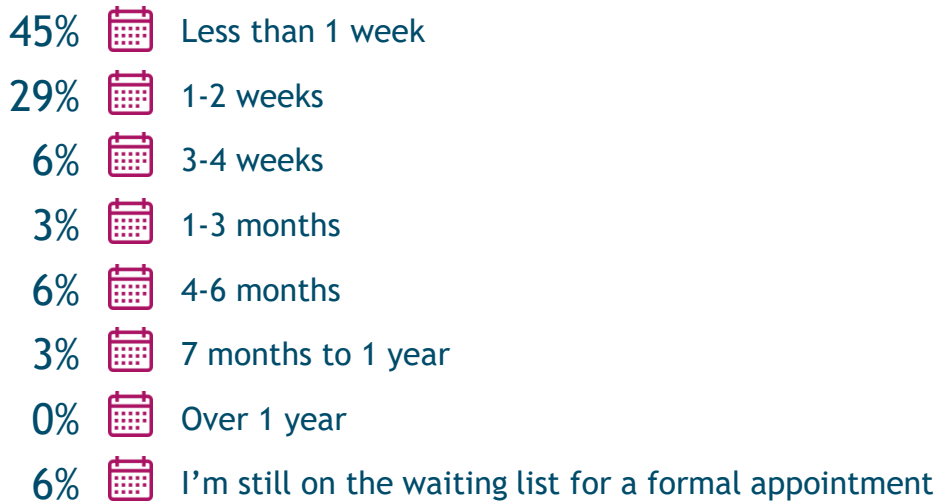 45% Less than 1 week
29% 1-2 weeks
6% 3-4 weeks
3% 1-3 months
6% 4-6 months
3% 7 months to 1 year
0% Over 1 year
6% I’m still on the waiting list for a formal appointment